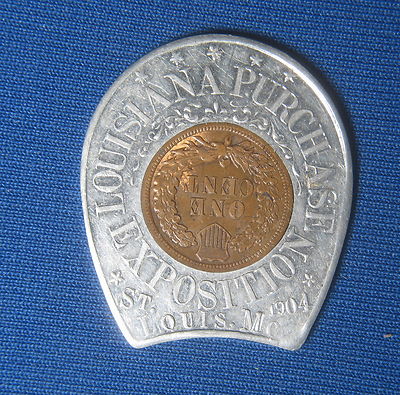 LOUISIANA PURCHASE
EXPOSITION
ONE
CENT
ST.
LOUIS. Mo
1904